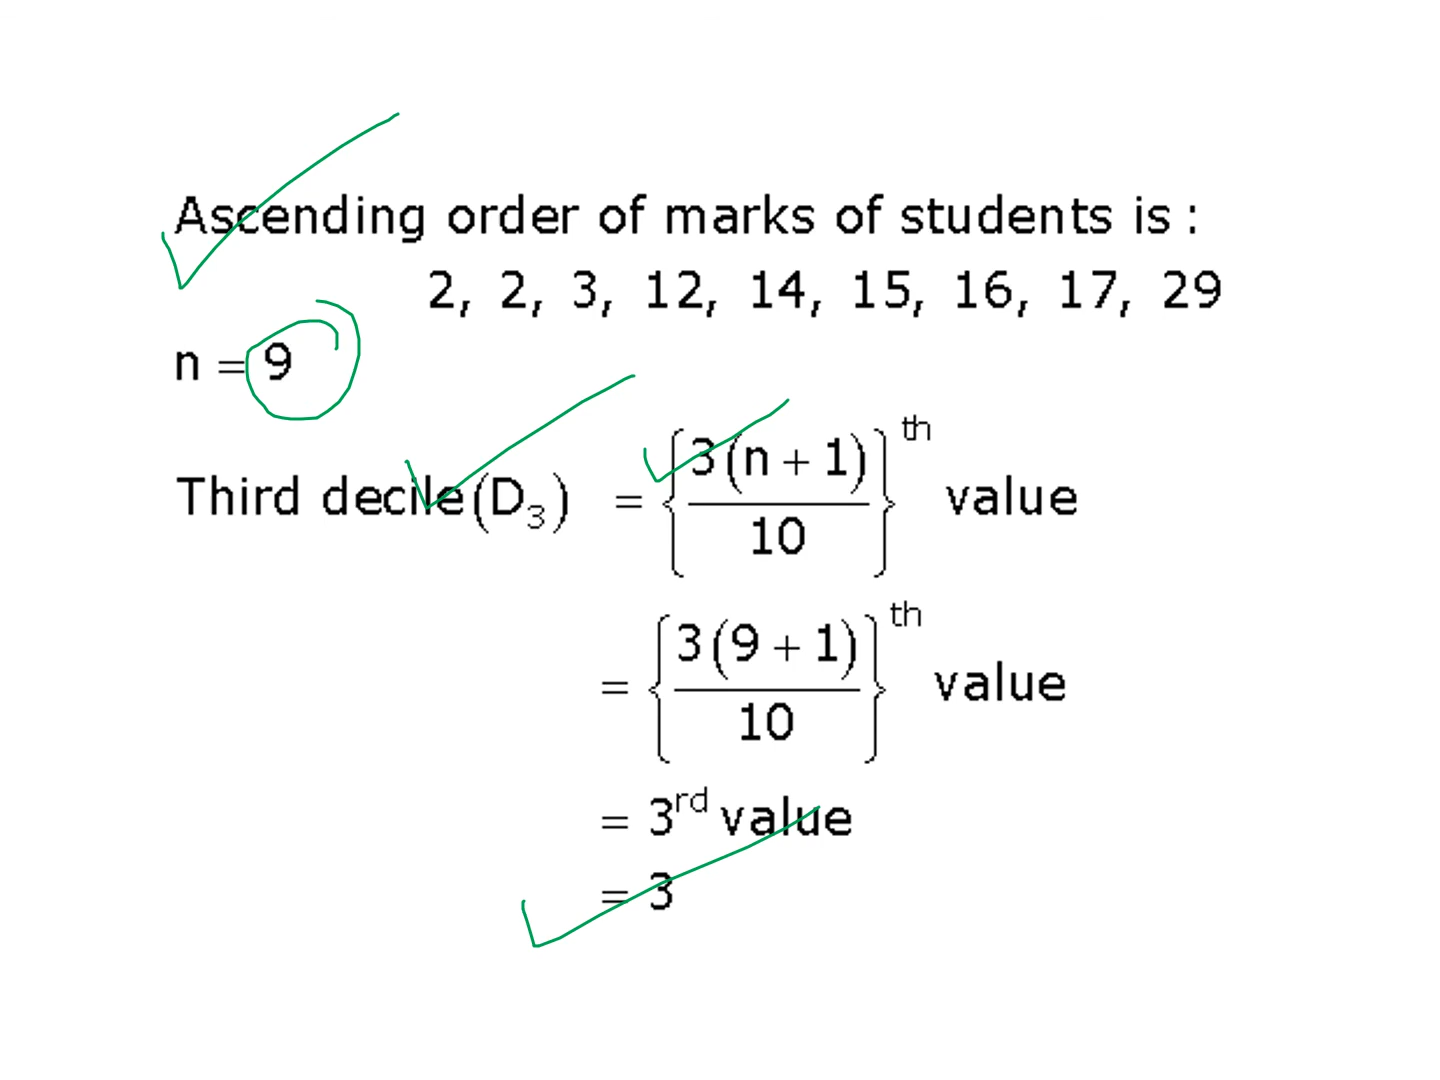 Ascending order of marks of students is :
2, 2, 3, 12, 14, 15, 16, 17, 29
n = 9
Third decile (D₃) = {3(n + 1)/10}ᵗʰ value
= {3(9 + 1)/10}ᵗʰ value
= 3ʳᵈ value
= 3